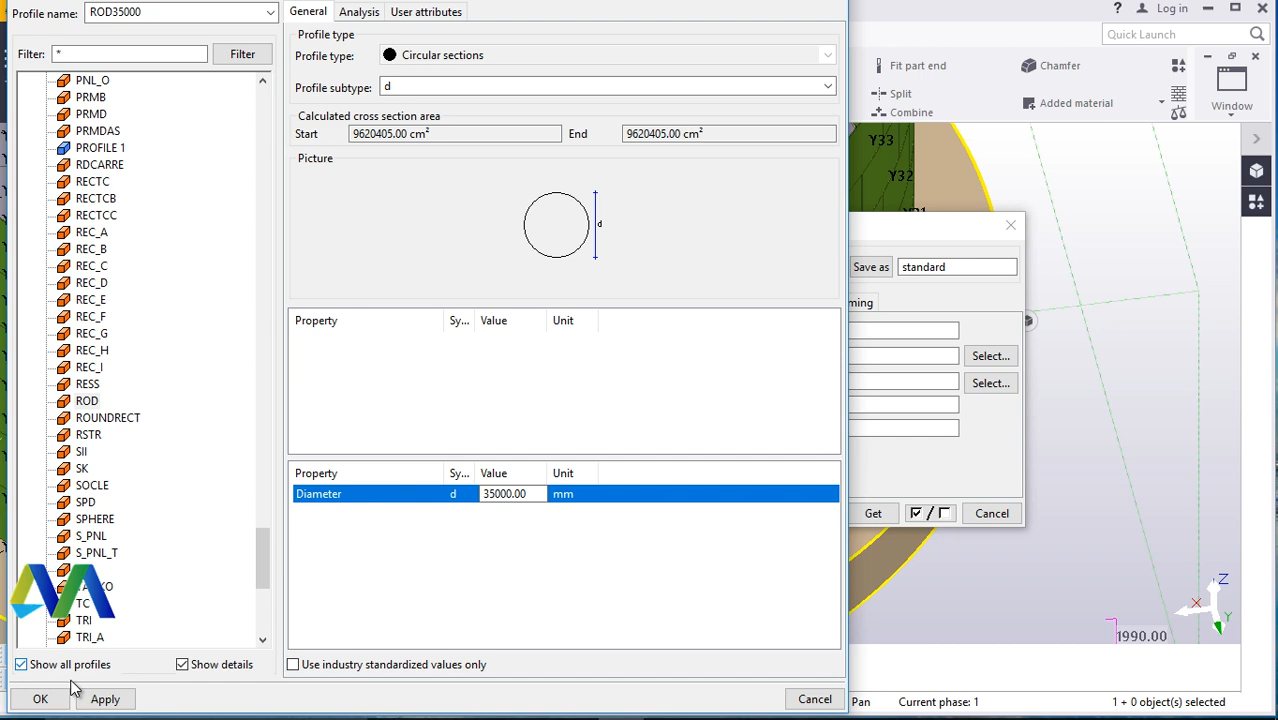 Profile name: ROD35000
Filter: * Filter
PNL_O
PRMB
PRMD
PRMDAS
PROFILE 1
RDCARRE
RECTC
RECTCB
RECTCC
REC_A
REC_B
REC_C
REC_D
REC_E
REC_F
REC_G
REC_H
REC_I
RESS
ROD
ROUNDRECT
RSTR
SII
SK
SOCLE
SPD
SPHERE
S_PNL
S_PNL_T
TC
TRI
TRI_A
Show all profiles Show details
OK Apply
General Analysis User attributes
Profile type
Profile type: Circular sections
Profile subtype: d
Calculated cross section area
Start 9620405.00 cm² End 9620405.00 cm²
Picture
d
Property Sy... Value Unit
Property Sy... Value Unit
Diameter d 35000.00 mm
Use industry standardized values only
Cancel
? Log in
Quick Launch
Fit part end Chamfer
Split
Combine Added material Window
Y33
Y32
Save as standard
ming
Select...
Select...
Get / Cancel
Z
X
Y
1990.00
Pan Current phase: 1 1 + 0 object(s) selected